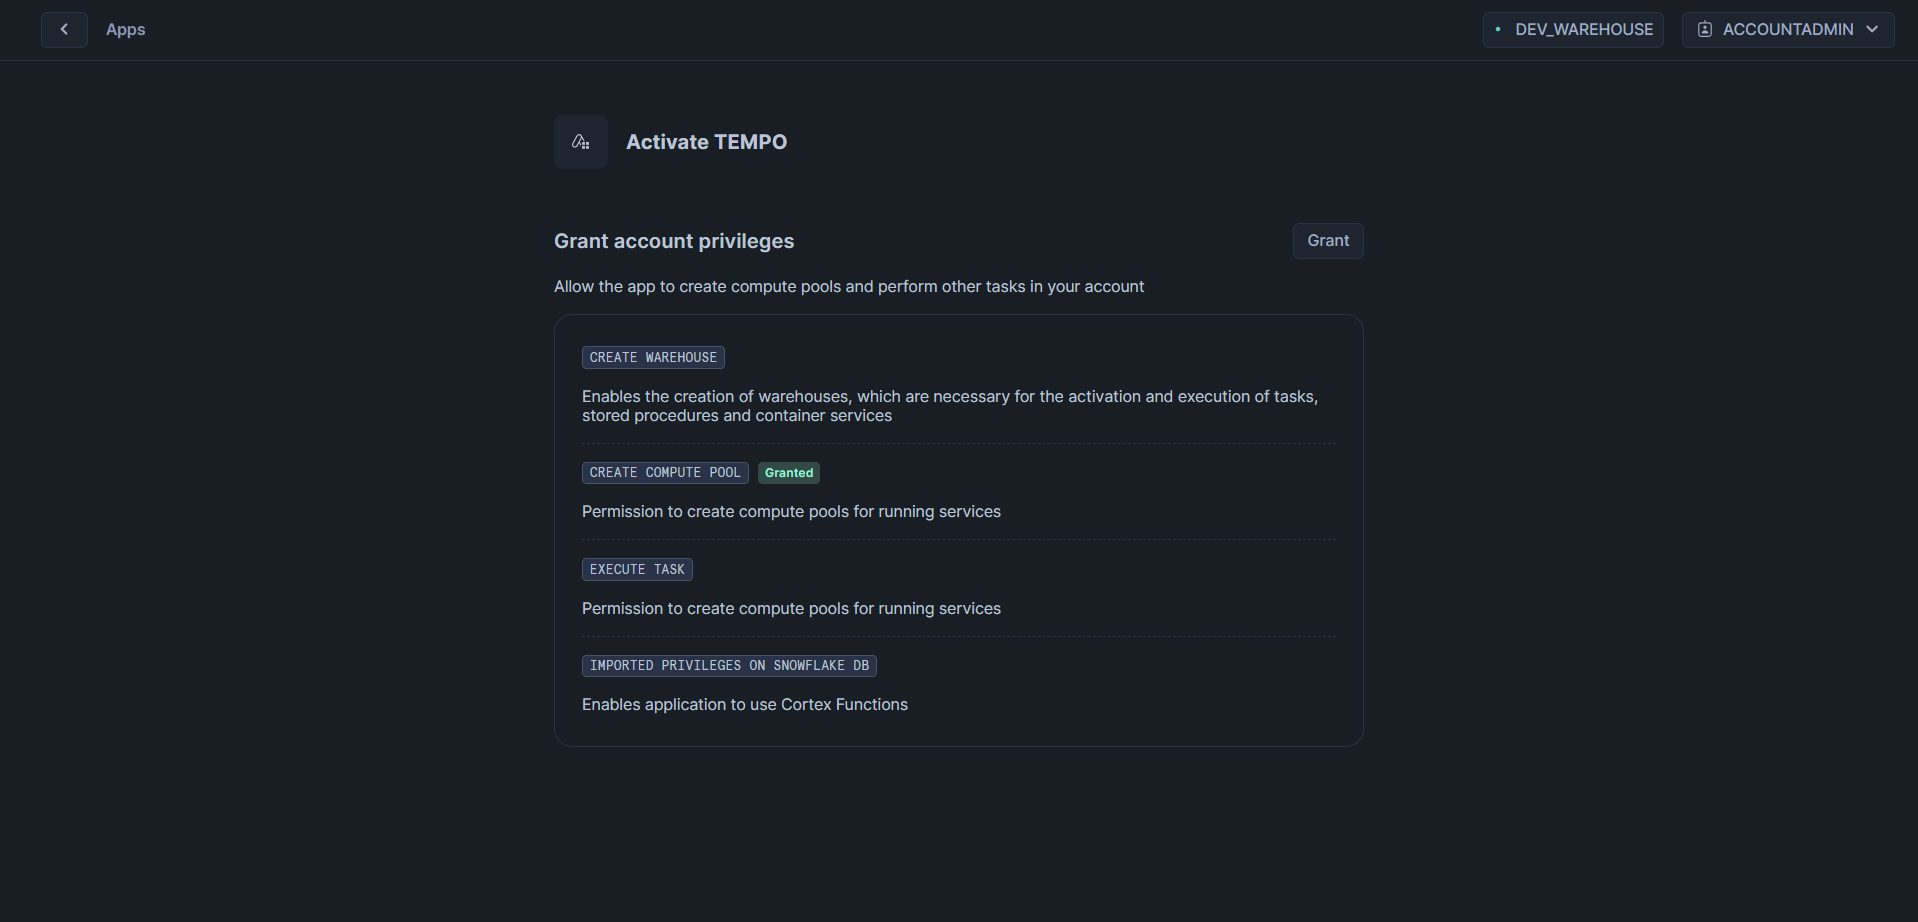 Apps
DEV_WAREHOUSE
ACCOUNTADMIN
Activate TEMPO
Grant account privileges
Grant
Allow the app to create compute pools and perform other tasks in your account
CREATE WAREHOUSE
Enables the creation of warehouses, which are necessary for the activation and execution of tasks,
stored procedures and container services
CREATE COMPUTE POOL Granted
Permission to create compute pools for running services
EXECUTE TASK
Permission to create compute pools for running services
IMPORTED PRIVILEGES ON SNOWFLAKE DB
Enables application to use Cortex Functions